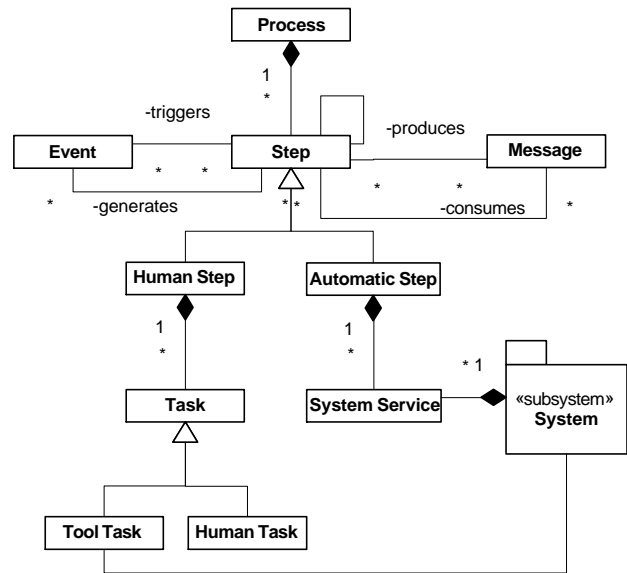 Process
1
*
-triggers
-produces
Event
Step
Message
* *
* *
* -generates * * -consumes *
Human Step
Automatic Step
1
*
1
*
* 1
Task
System Service
«subsystem»
System
Tool Task
Human Task